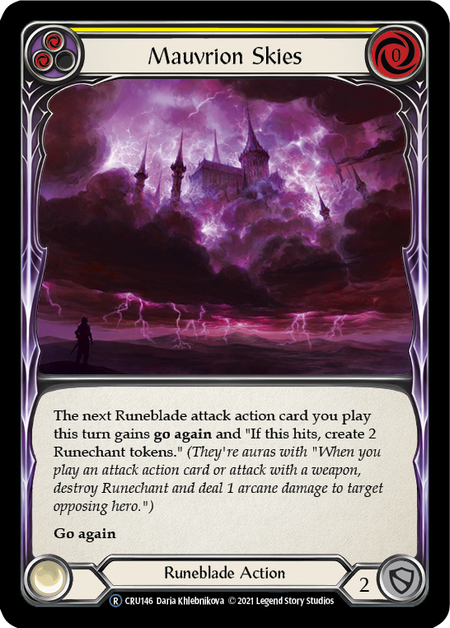 Mauvrion Skies
0
The next Runeblade attack action card you play
this turn gains go again and "If this hits, create 2
Runechant tokens." (They're auras with "When you
play an attack action card or attack with a weapon,
destroy Runechant and deal 1 arcane damage to target
opposing hero.")
Go again
Runeblade Action
2
R CRU146 Daria Khlebnikova © 2021 Legend Story Studios